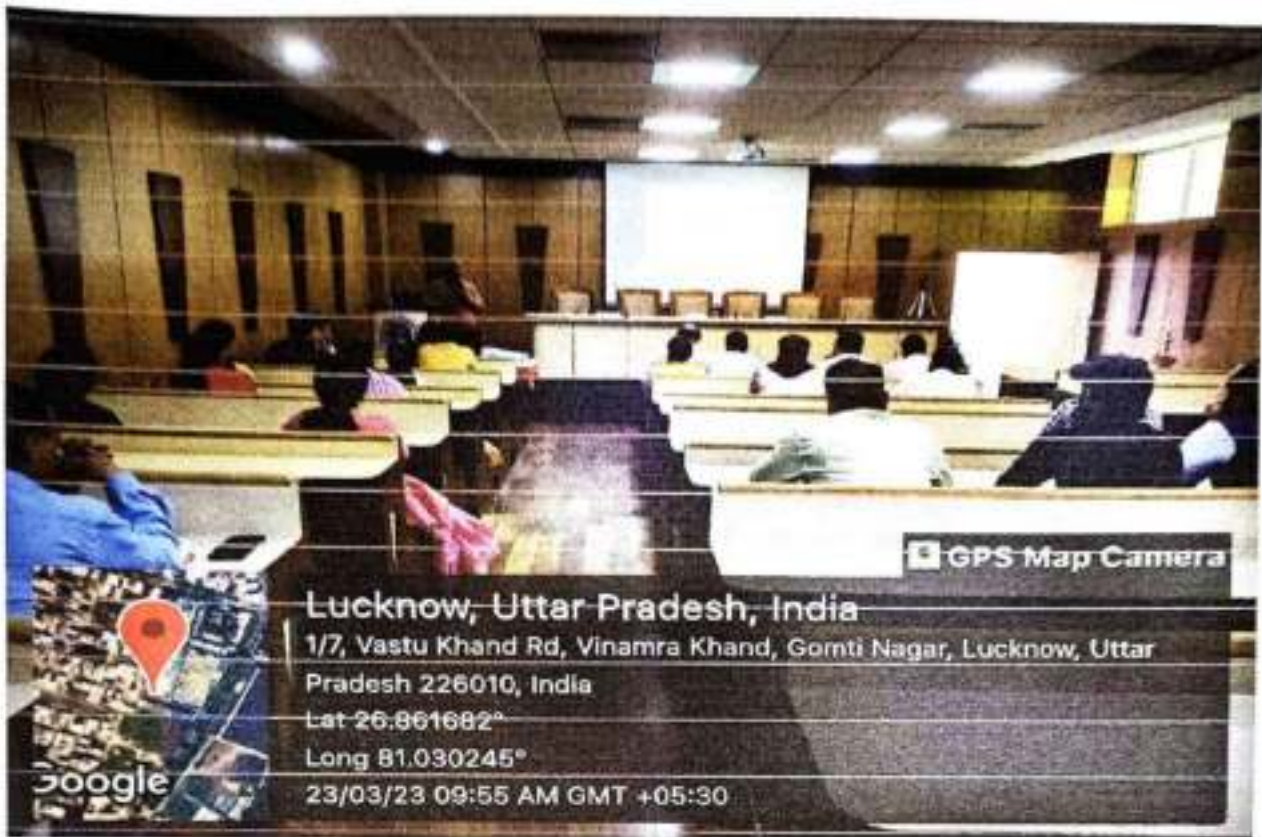 GPS Map Camera
Lucknow, Uttar Pradesh, India
1/7, Vastu Khand Rd, Vinamra Khand, Gomti Nagar, Lucknow, Uttar
Pradesh 226010, India
Lat 26.861682°
Long 81.030245°
23/03/23 09:55 AM GMT +05:30
Google